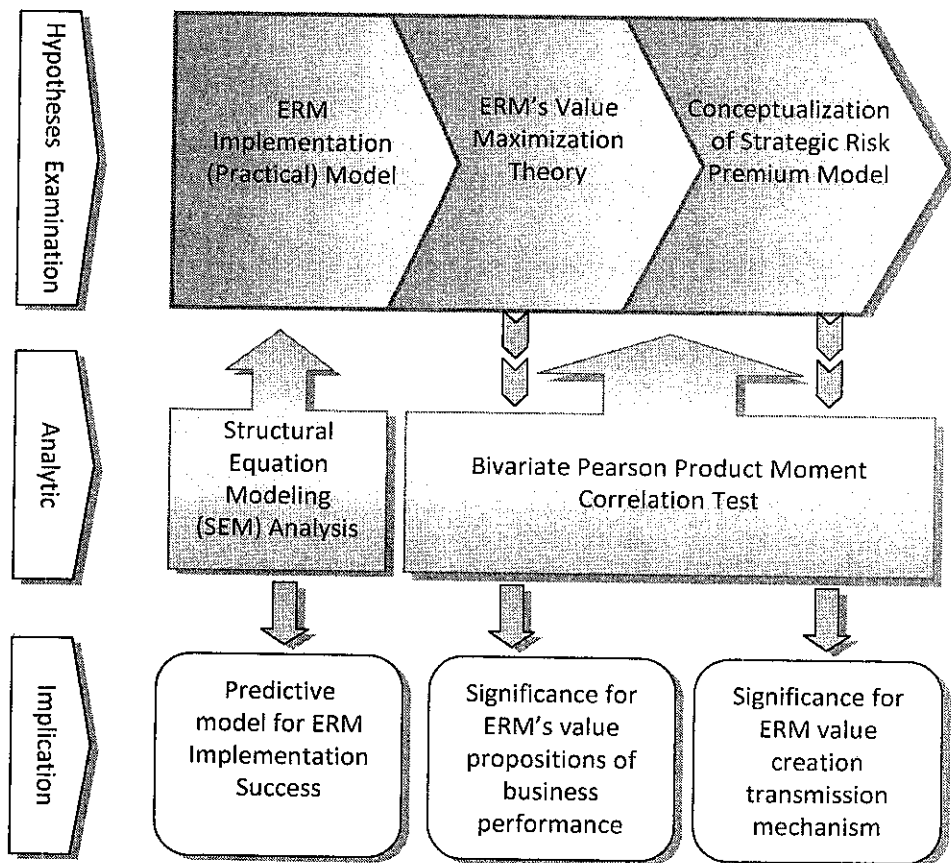 Hypotheses Examination
ERM
Implementation
(Practical) Model
ERM's Value
Maximization
Theory
Conceptualization
of Strategic Risk
Premium Model
Analytic
Structural
Equation
Modeling
(SEM) Analysis
Bivariate Pearson Product Moment
Correlation Test
Implication
Predictive
model for ERM
Implementation
Success
Significance for
ERM's value
propositions of
business
performance
Significance for
ERM value
creation
transmission
mechanism